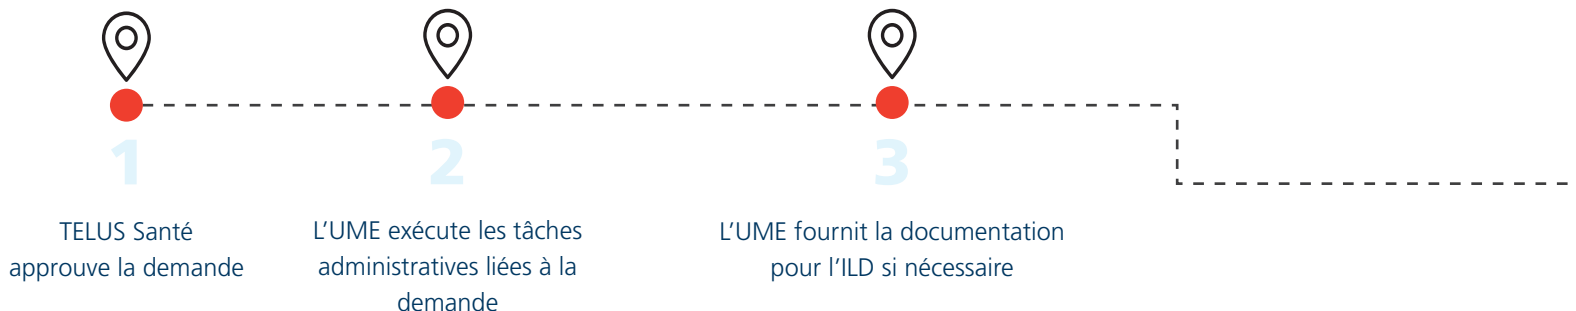 1
2
3
TELUS Santé
approuve la demande
L’UME exécute les tâches
administratives liées à la
demande
L’UME fournit la documentation
pour l’ILD si nécessaire